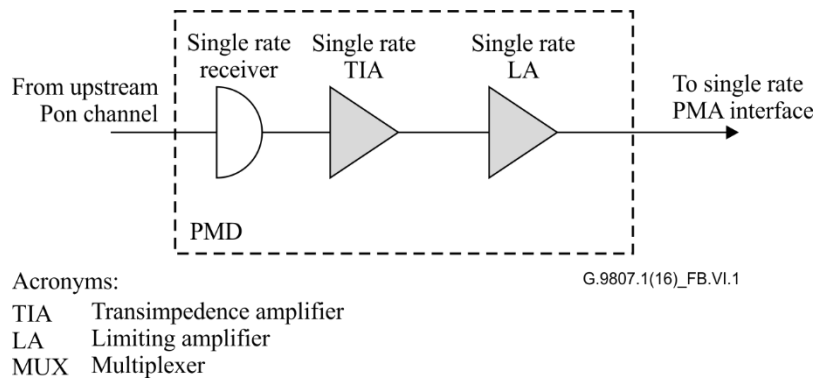 Single rate
receiver
Single rate
TIA
Single rate
LA
From upstream
Pon channel
To single rate
PMA interface
PMD
Acronyms:
G.9807.1(16)_FB.VI.1
TIA Transimpedence amplifier
LA Limiting amplifier
MUX Multiplexer